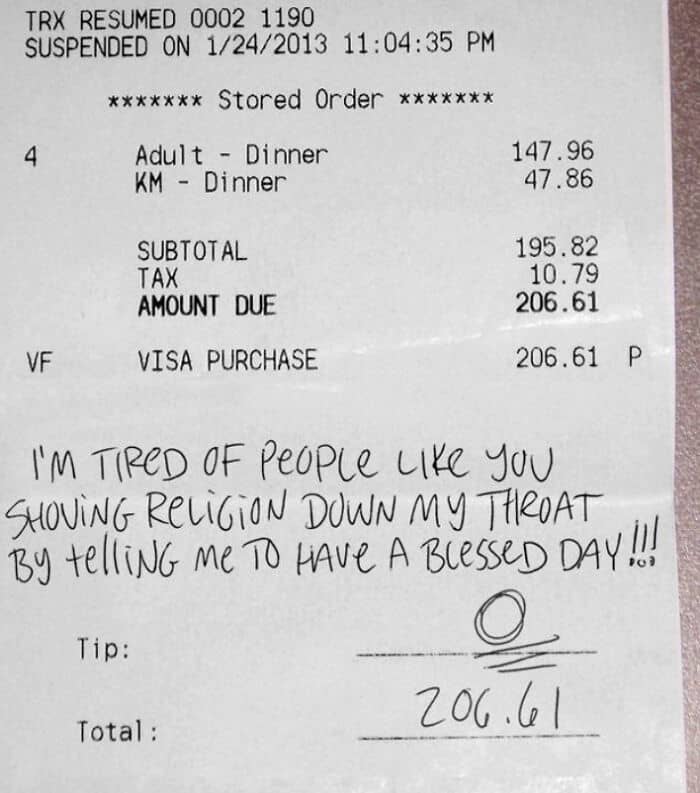 TRX RESUMED 0002 1190
SUSPENDED ON 1/24/2013 11:04:35 PM
******* Stored Order *******
4 Adult - Dinner 147.96
KM - Dinner 47.86
SUBTOTAL 195.82
TAX 10.79
AMOUNT DUE 206.61
VF VISA PURCHASE 206.61 P
I'M TIRED OF PEOPLE LIKE YOU
SHOVING RELIGION DOWN MY THROAT
BY TELLING ME TO HAVE A BLESSED DAY!!!
Tip: 0
Total: 206.61